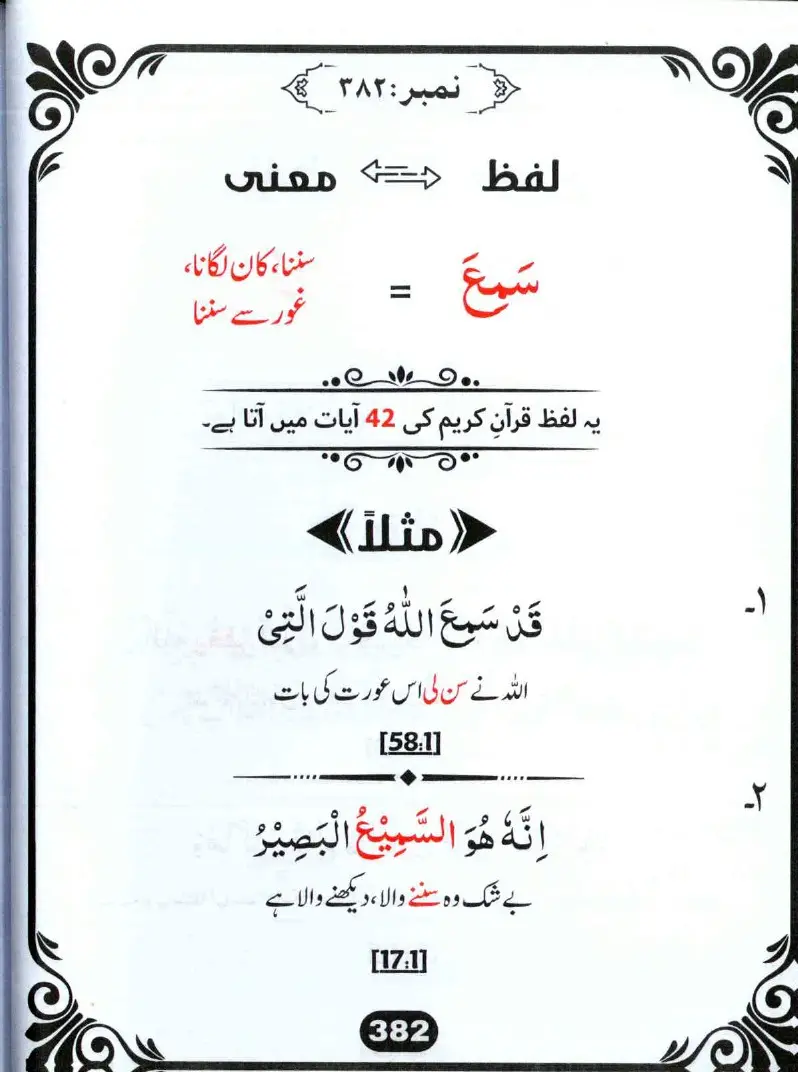 نمبر: ۳۸۲
لفظ ⇐⇒ معنی
سَمِعَ = سننا، کان لگانا،
غور سے سننا
یہ لفظ قرآنِ کریم کی 42 آیات میں آتا ہے۔
مثلاً
۱۔
قَدْ سَمِعَ اللّٰهُ قَوْلَ الَّتِیْ
اللہ نے سن لی اس عورت کی بات
[58:1]
۲۔
اِنَّهٗ هُوَ السَّمِیْعُ الْبَصِیْرُ
بے شک وہ سننے والا، دیکھنے والا ہے
[17:1]
382